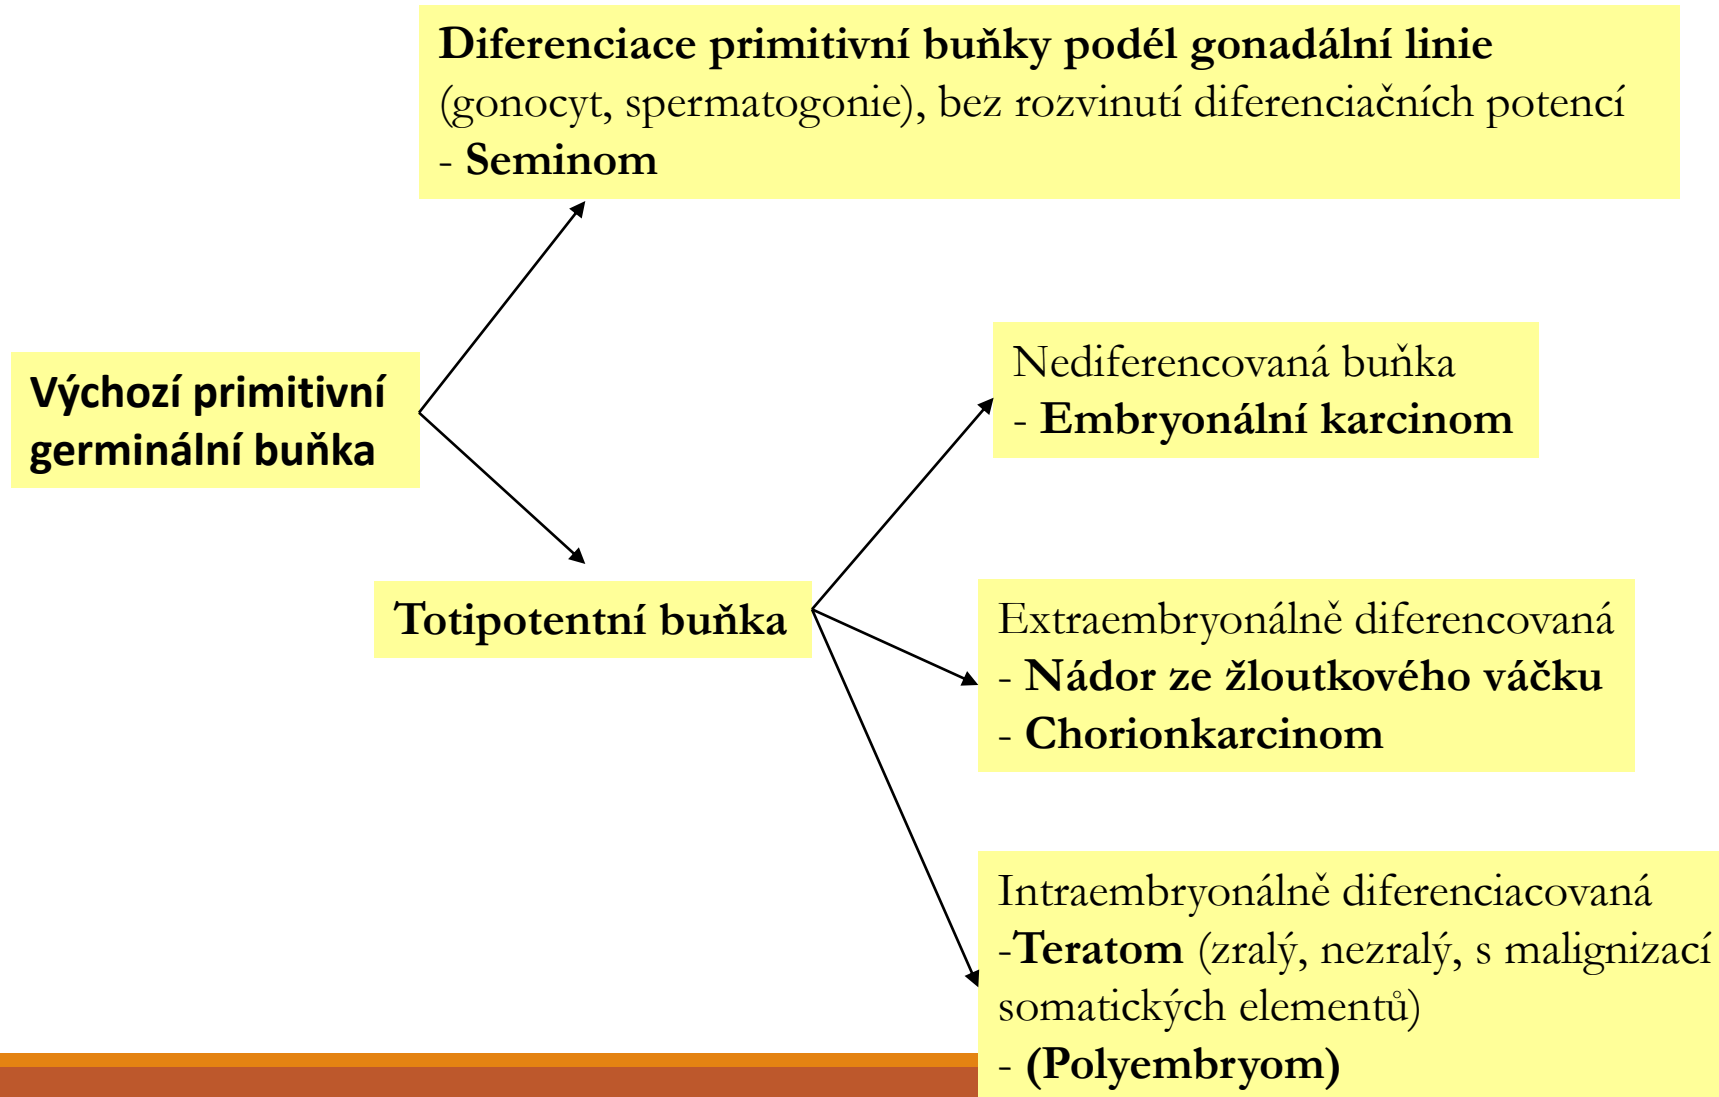 Diferenciace primitivní buňky podél gonadální linie
(gonocyt, spermatogonie), bez rozvinutí diferenciačních potencí
- Seminom
Výchozí primitivní
germinální buňka
Totipotentní buňka
Nediferencovaná buňka
- Embryonální karcinom
Extraembryonálně diferencovaná
- Nádor ze žloutkového váčku
- Chorionkarcinom
Intraembryonálně diferenciacovaná
-Teratom (zralý, nezralý, s malignizací
somatických elementů)
- (Polyembryom)